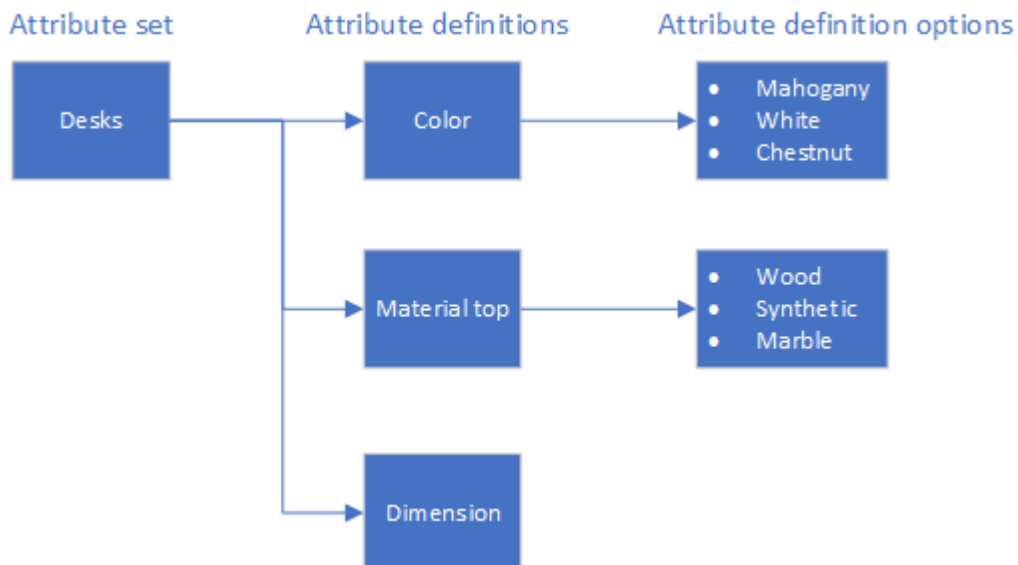 Attribute set
Attribute definitions
Attribute definition options
Desks
Color
• Mahogany
• White
• Chestnut
Material top
• Wood
• Synthetic
• Marble
Dimension